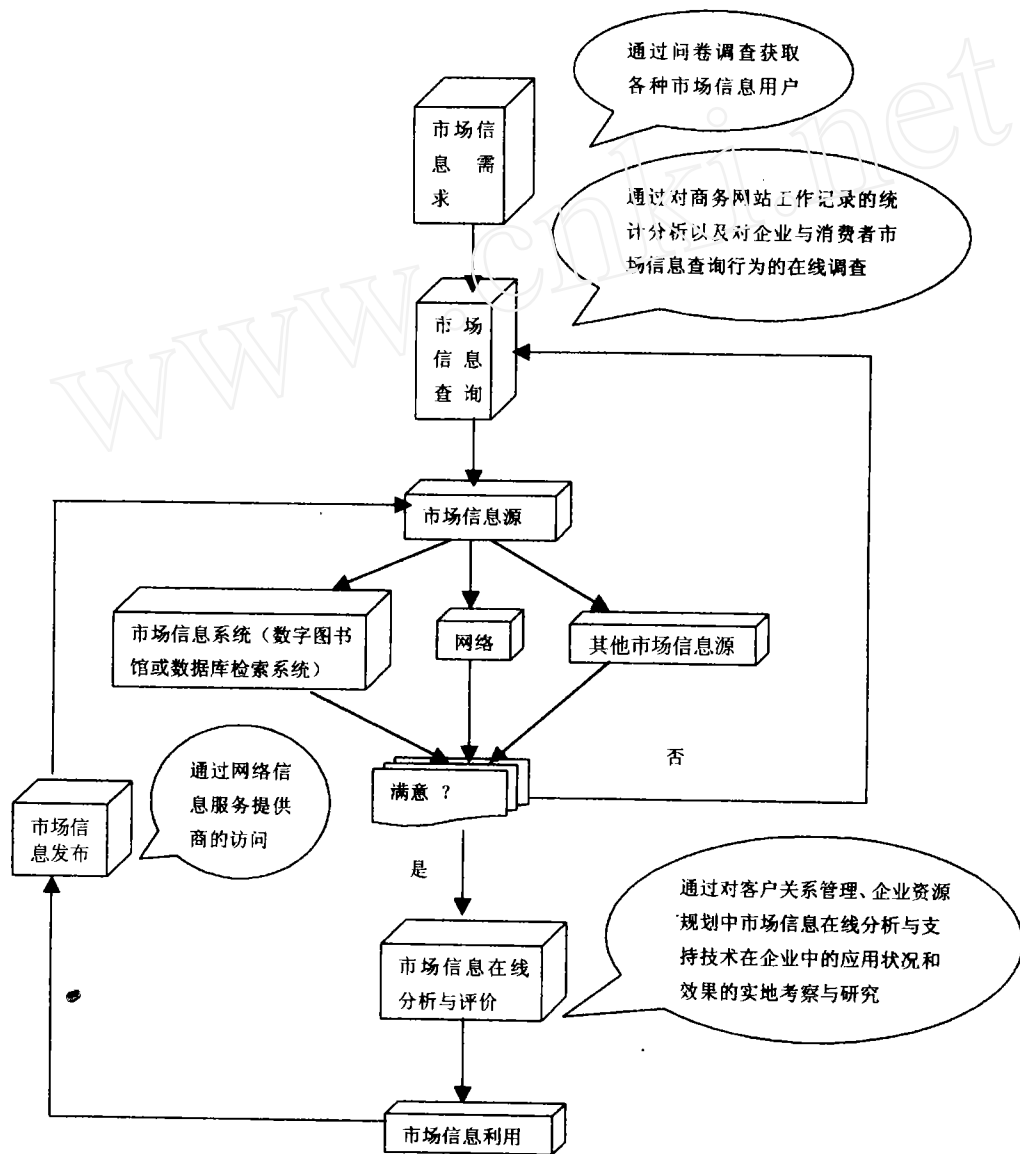 通过问卷调查获取
各种市场信息用户
市场信
息 需
求
通过对商务网站工作记录的统
计分析以及对企业与消费者市
场信息查询行为的在线调查
市 场
信 息
查 询
市场信息源
市场信息系统（数字图书
馆或数据库检索系统）
网络
其他市场信息源
否
满意 ？
通过网络信
息服务提供
商的访问
市场信
息发布
是
通过对客户关系管理、企业资源
规划中市场信息在线分析与支
持技术在企业中的应用状况和
效果的实地考察与研究
市场信息在线
分析与评价
市场信息利用
www.cnki.net